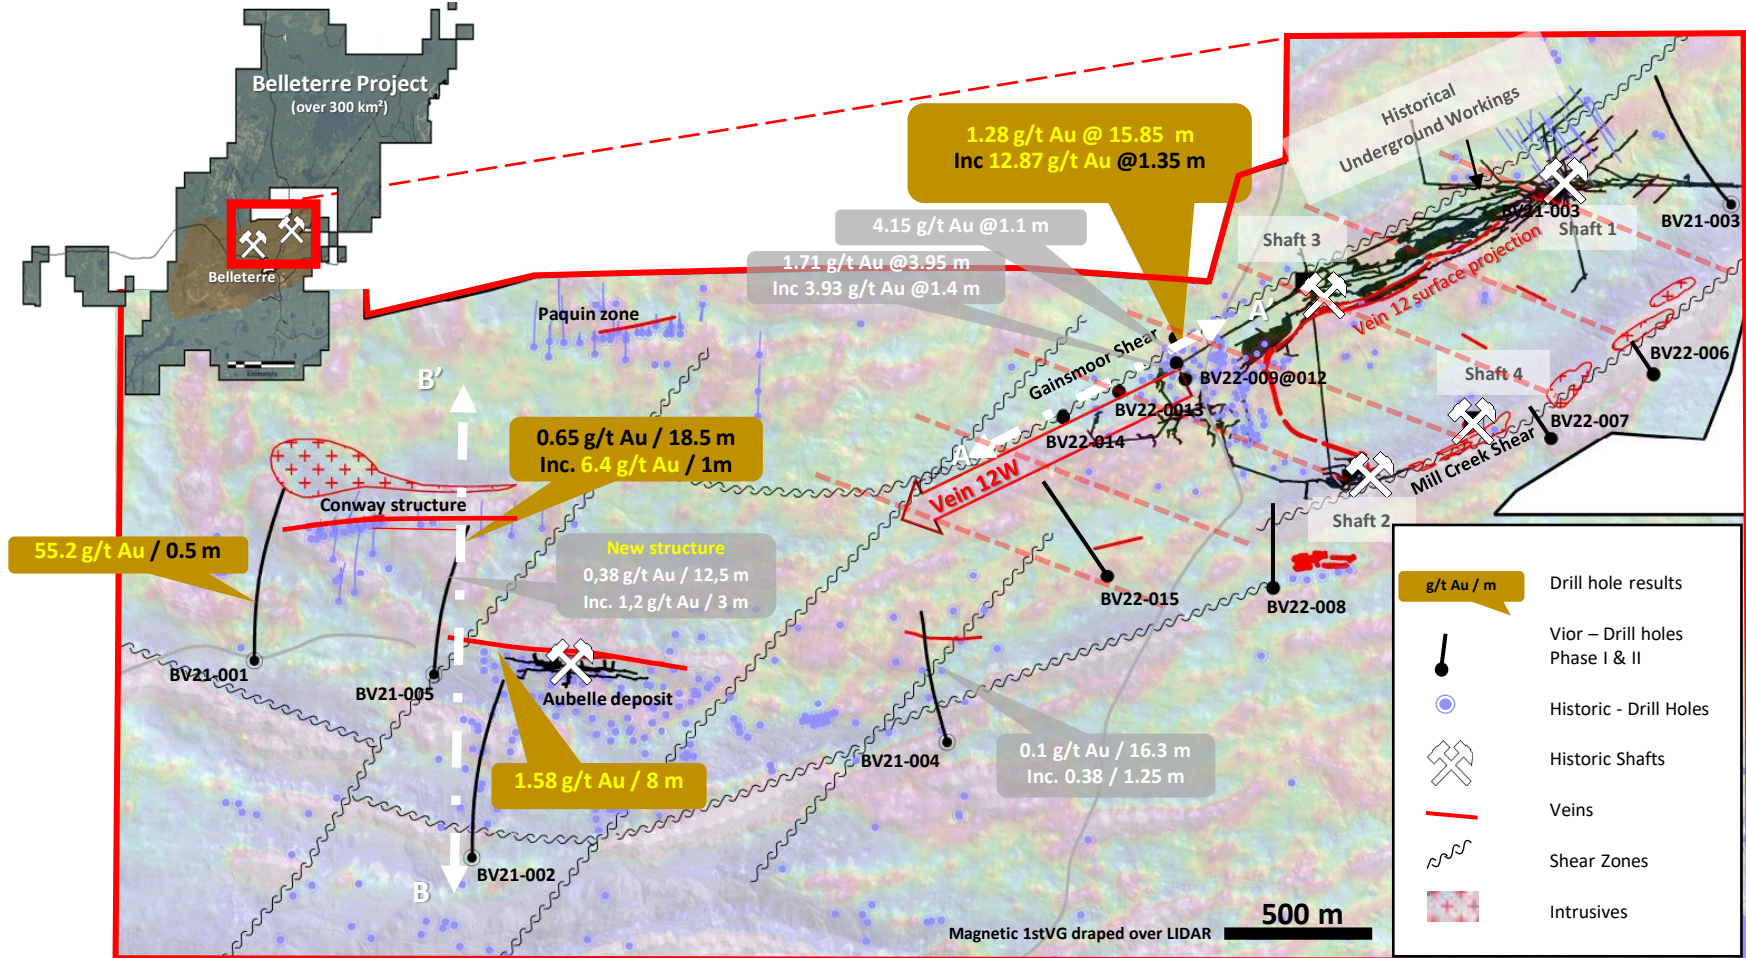 Belleterre Project
(over 300 km²)
Belleterre
1.28 g/t Au @ 15.85 m
Inc 12.87 g/t Au @1.35 m
4.15 g/t Au @1.1 m
1.71 g/t Au @3.95 m
Inc 3.93 g/t Au @1.4 m
Historical
Underground Workings
BV21-003
Shaft 1
BV21-003
Shaft 3
Vein 12 surface projection
A'
Paquin zone
Gainsmoor Shear
BV22-009@012
BV22-0013
BV22-014
A
Vein 12W
BV22-006
Shaft 4
BV22-007
Mill Creek Shear
Shaft 2
B'
0.65 g/t Au / 18.5 m
Inc. 6.4 g/t Au / 1m
Conway structure
55.2 g/t Au / 0.5 m
New structure
0,38 g/t Au / 12,5 m
Inc. 1,2 g/t Au / 3 m
BV22-015
BV22-008
BV21-001
BV21-005
Aubelle deposit
BV21-004
0.1 g/t Au / 16.3 m
Inc. 0.38 / 1.25 m
1.58 g/t Au / 8 m
BV21-002
B
500 m
Magnetic 1stVG draped over LIDAR
g/t Au / m
Drill hole results
Vior – Drill holes
Phase I & II
Historic - Drill Holes
Historic Shafts
Veins
Shear Zones
Intrusives